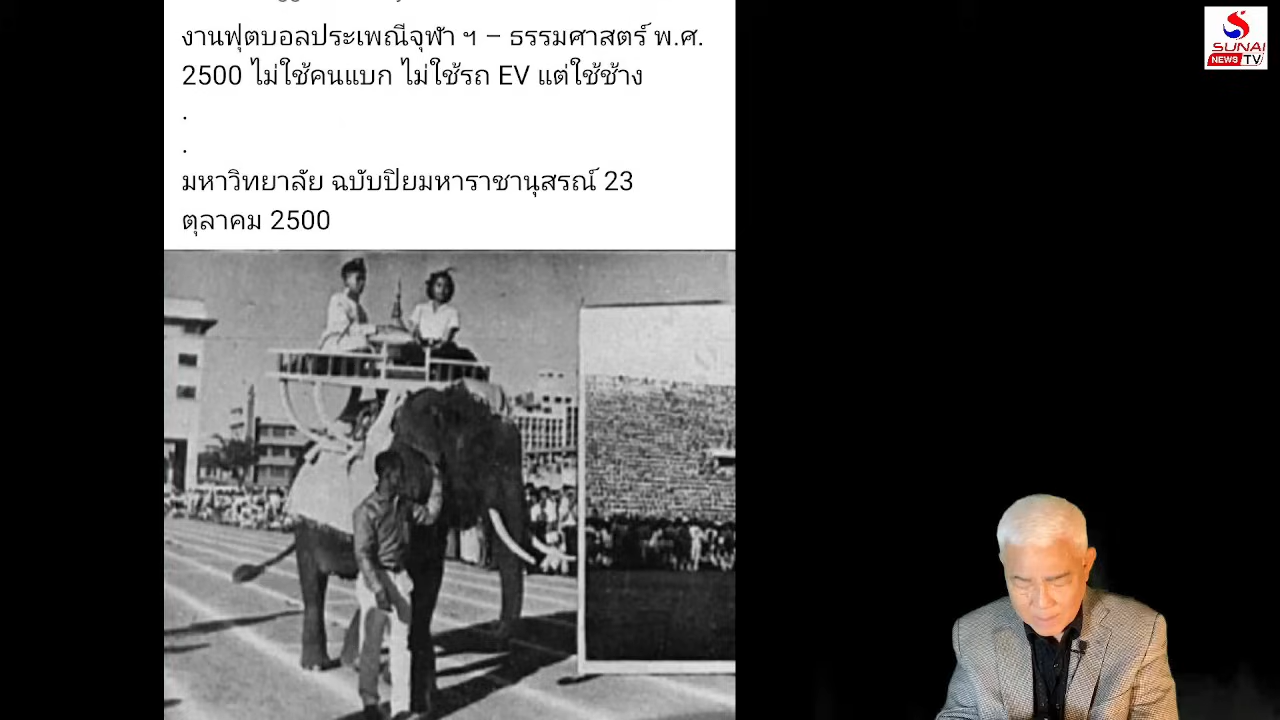 งานฟุตบอลประเพณีจุฬา ฯ – ธรรมศาสตร์ พ.ศ.
2500 ไม่ใช้คนแบก ไม่ใช้รถ EV แต่ใช้ช้าง
.
.
มหาวิทยาลัย ฉบับปิยมหาราชานุสรณ์ 23
ตุลาคม 2500
SUNAI
NEWS TV